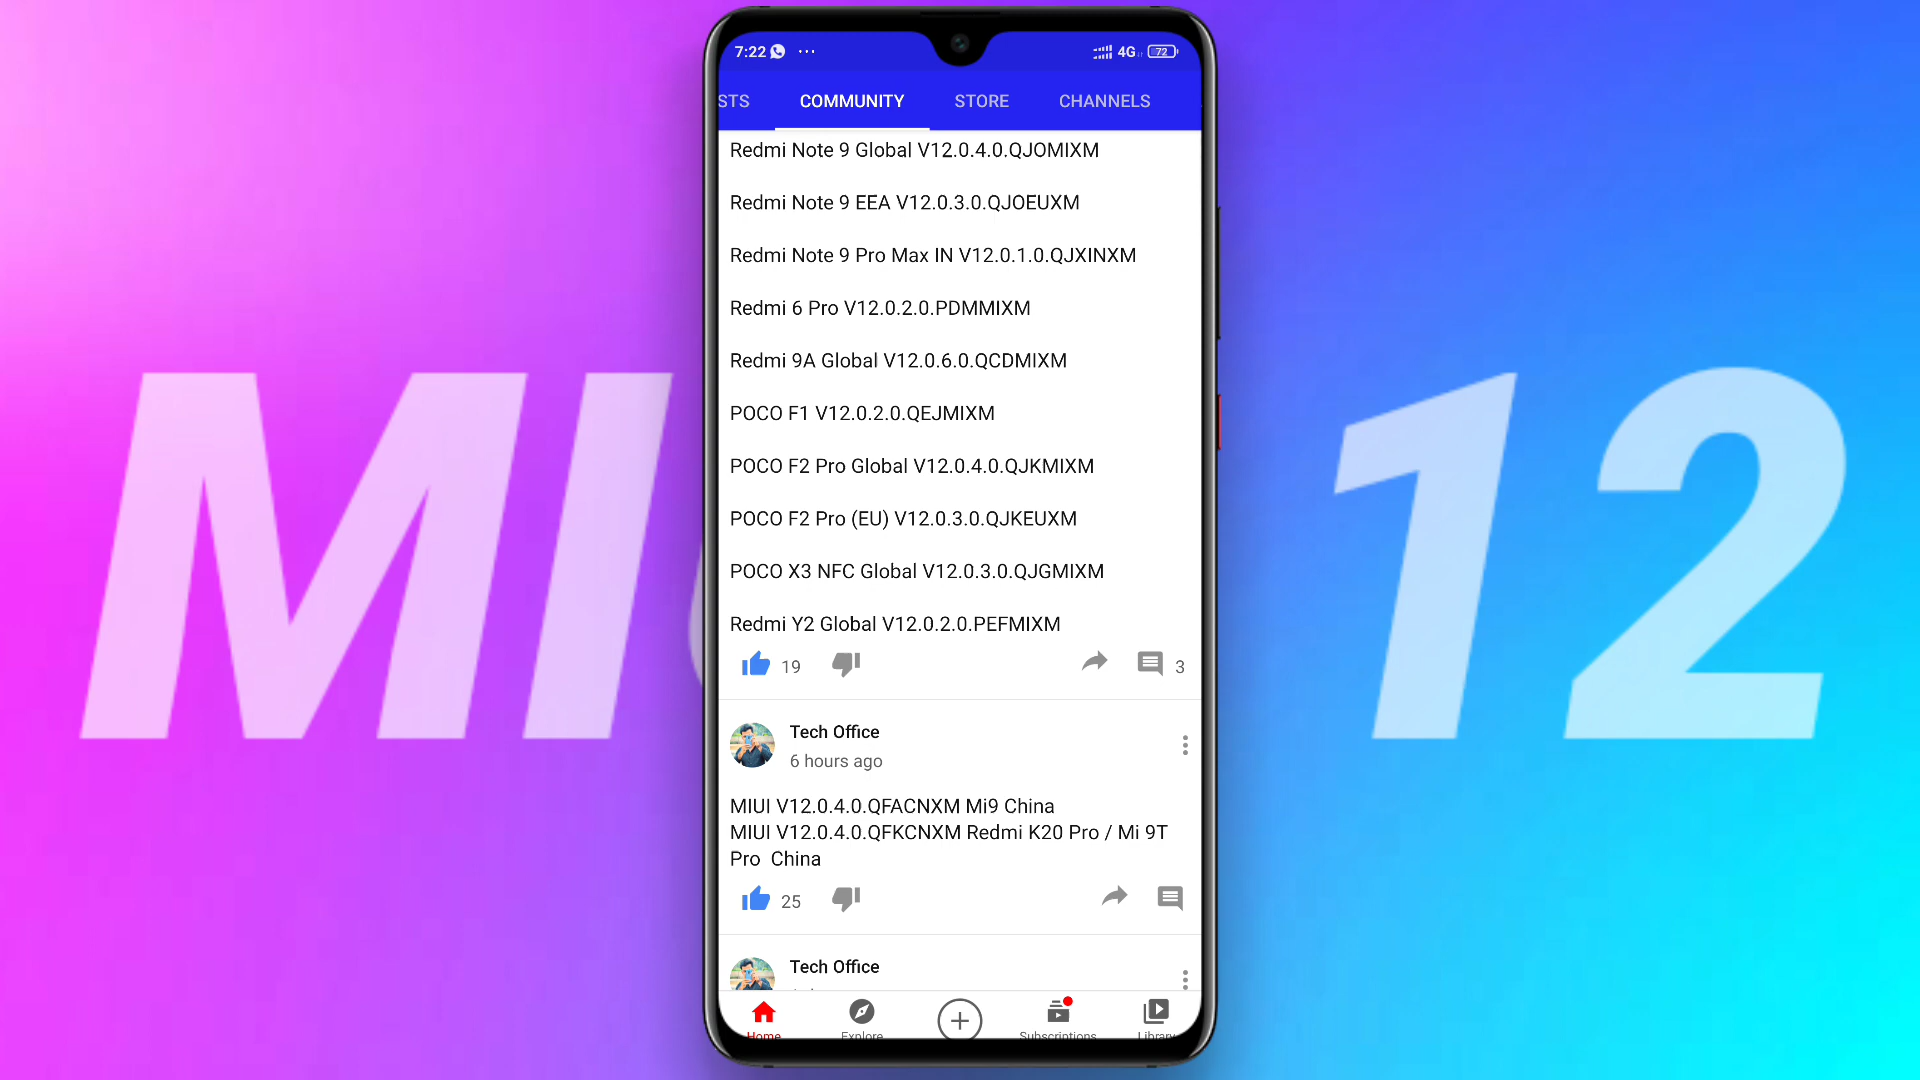 MI
12
7:22
4G
72
STS COMMUNITY STORE CHANNELS
Redmi Note 9 Global V12.0.4.0.QJOMIXM
Redmi Note 9 EEA V12.0.3.0.QJOEUXM
Redmi Note 9 Pro Max IN V12.0.1.0.QJXINXM
Redmi 6 Pro V12.0.2.0.PDMMIXM
Redmi 9A Global V12.0.6.0.QCDMIXM
POCO F1 V12.0.2.0.QEJMIXM
POCO F2 Pro Global V12.0.4.0.QJKMIXM
POCO F2 Pro (EU) V12.0.3.0.QJKEUXM
POCO X3 NFC Global V12.0.3.0.QJGMIXM
Redmi Y2 Global V12.0.2.0.PEFMIXM
19 3
Tech Office
6 hours ago
MIUI V12.0.4.0.QFACNXM Mi9 China
MIUI V12.0.4.0.QFKCNXM Redmi K20 Pro / Mi 9T
Pro China
25
Tech Office
Home Explore Subscriptions Library